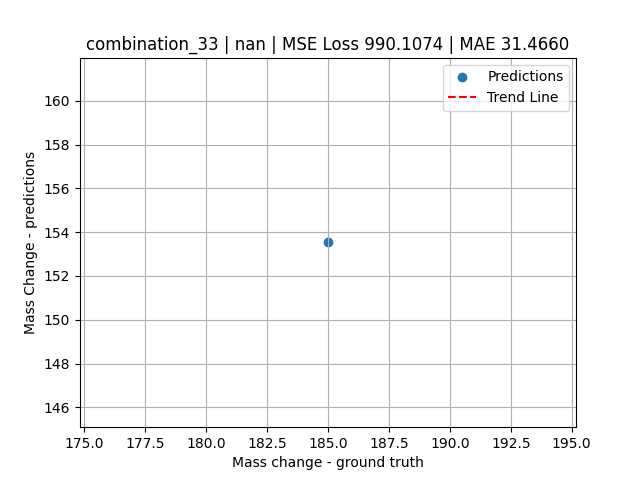 combination_33 | nan | MSE Loss 990.1074 | MAE 31.4660
Predictions
Trend Line
160
158
156
154
152
150
148
146
Mass Change - predictions
175.0 177.5 180.0 182.5 185.0 187.5 190.0 192.5 195.0
Mass change - ground truth